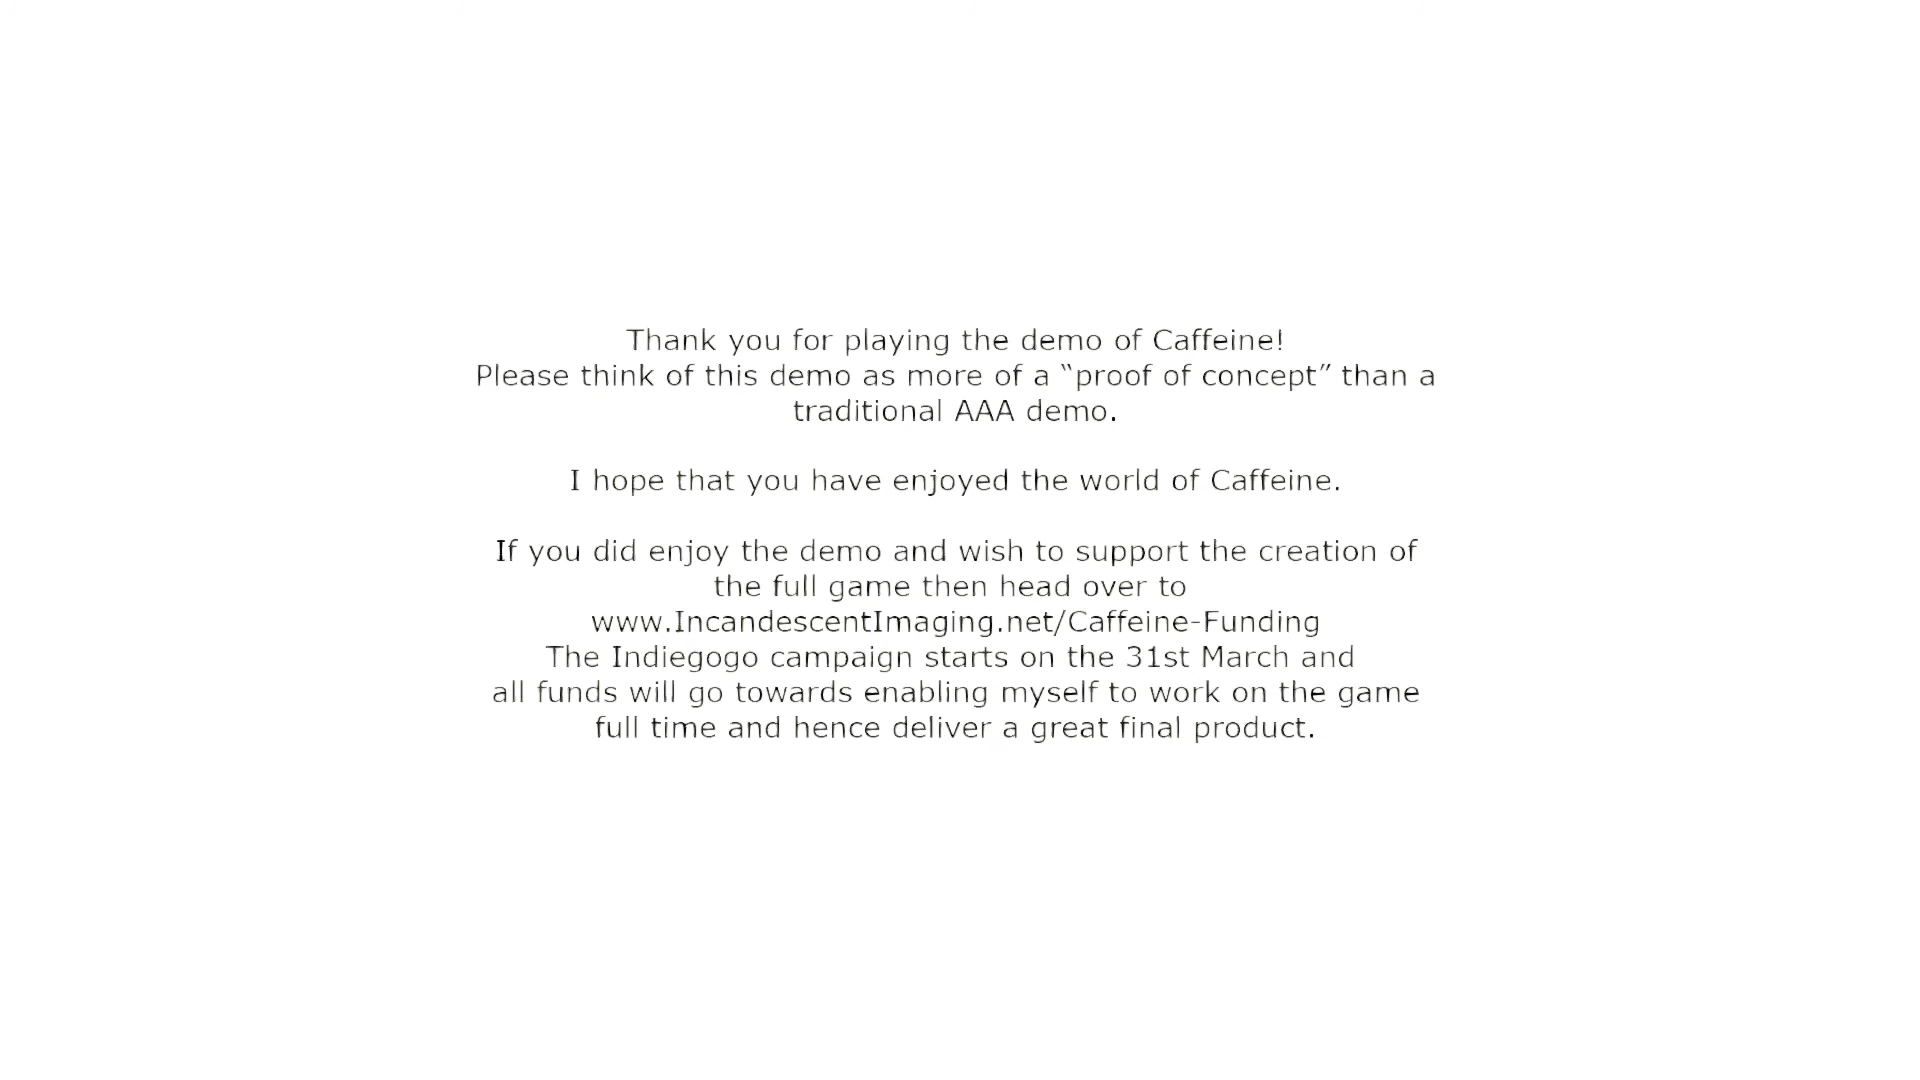 Thank you for playing the demo of Caffeine!
Please think of this demo as more of a “proof of concept” than a
traditional AAA demo.
I hope that you have enjoyed the world of Caffeine.
If you did enjoy the demo and wish to support the creation of
the full game then head over to
www.IncandescentImaging.net/Caffeine-Funding
The Indiegogo campaign starts on the 31st March and
all funds will go towards enabling myself to work on the game
full time and hence deliver a great final product.